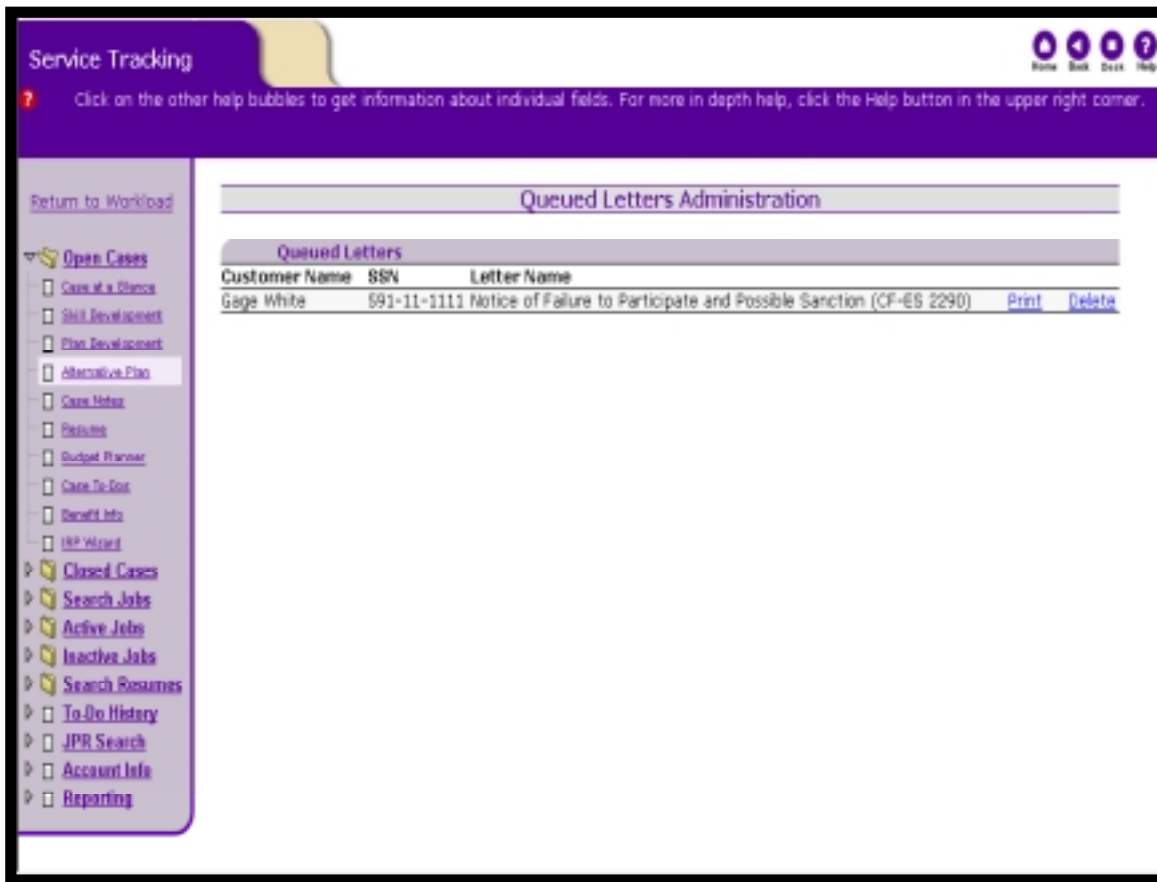 Service Tracking
Home Back Desk Help
? Click on the other help bubbles to get information about individual fields. For more in depth help, click the Help button in the upper right corner.
Return to Workload
Open Cases
Case at a Glance
Skill Development
Plan Development
Alternative Plan
Case Notes
Resume
Budget Planner
Case To-Dos
Benefit Info
IRP Wizard
Closed Cases
Search Jobs
Active Jobs
Inactive Jobs
Search Resumes
To-Do History
JPR Search
Account Info
Reporting
Queued Letters Administration
Queued Letters
Customer Name SSN Letter Name
Gage White 591-11-1111 Notice of Failure to Participate and Possible Sanction (CF-ES 2290) Print Delete